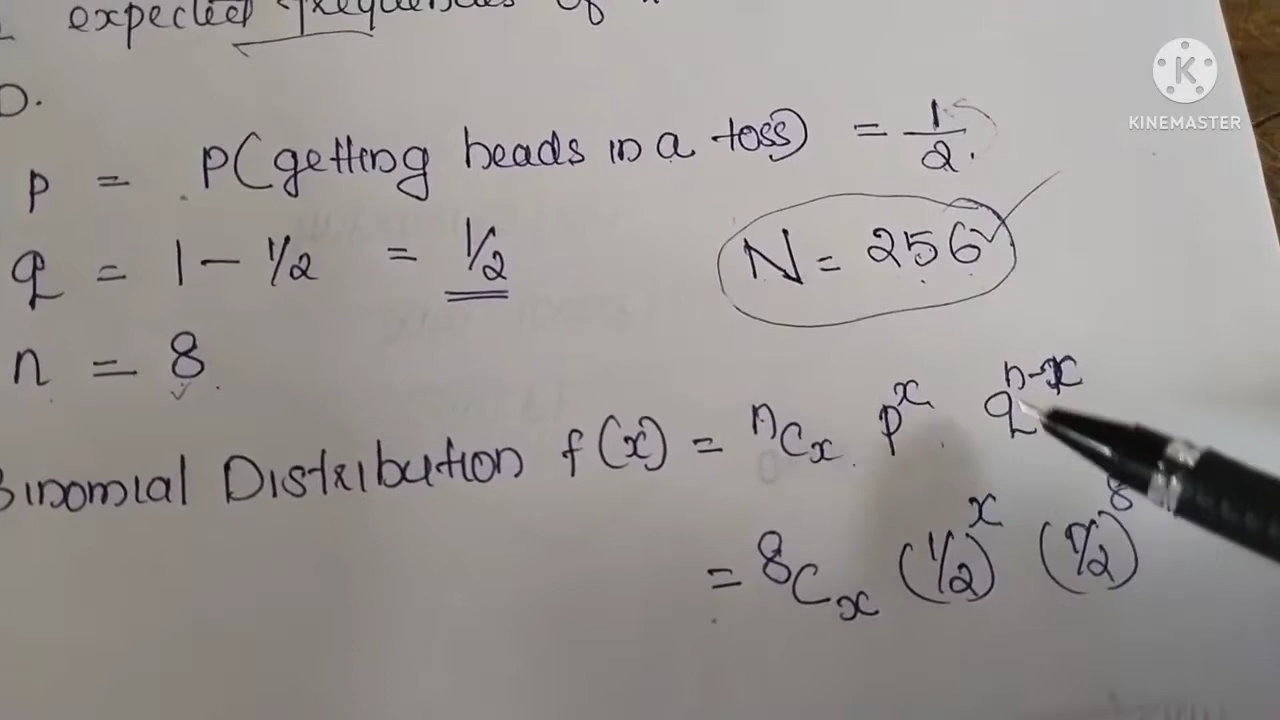 expected frequencies of
D.
p = P(getting heads in a toss) = 1/2.
q = 1 - 1/2 = 1/2
N = 256
n = 8
Binomial Distribution f(x) = ⁿCₓ. pˣ. qⁿ⁻ˣ
= ⁸Cₓ (1/2)ˣ (1/2)⁸
KINEMASTER